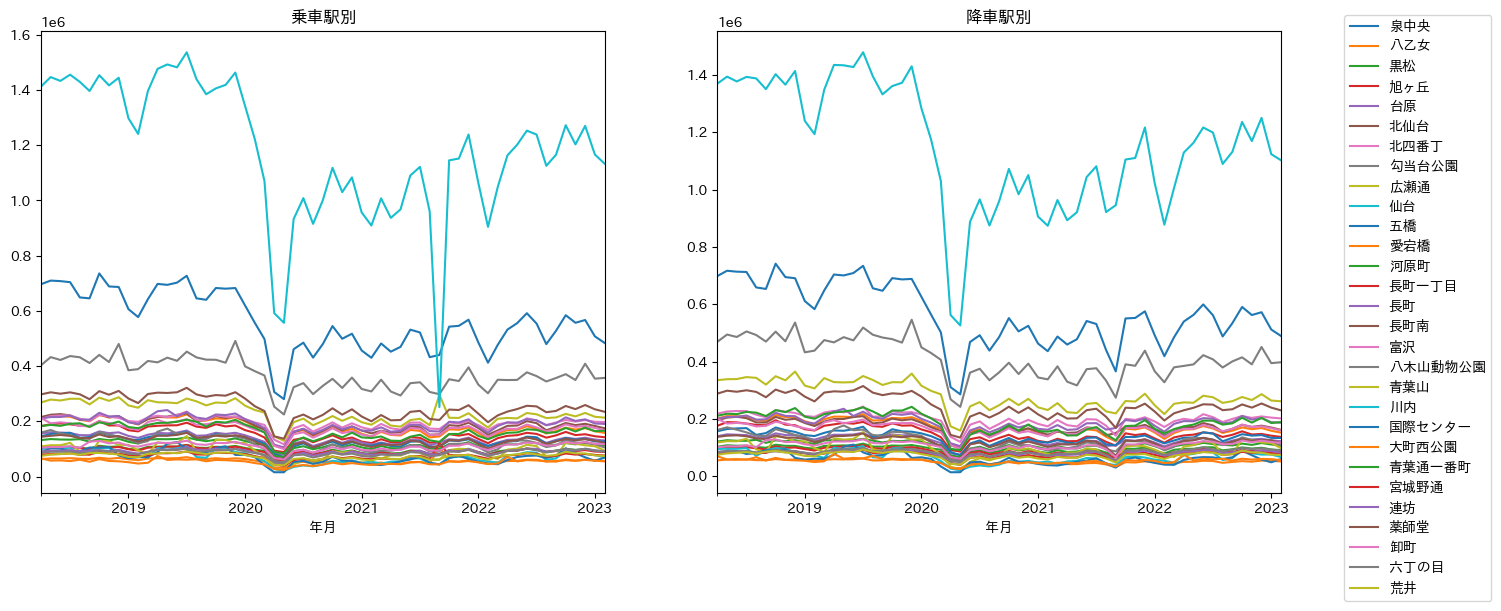 乗車駅別
1e6
1.6
1.4
1.2
1.0
0.8
0.6
0.4
0.2
0.0
2019
2020
2021
2022
2023
年月
降車駅別
1e6
1.4
1.2
1.0
0.8
0.6
0.4
0.2
0.0
2019
2020
2021
2022
2023
年月
泉中央
八乙女
黒松
旭ヶ丘
台原
北仙台
北四番丁
勾当台公園
広瀬通
仙台
五橋
愛宕橋
河原町
長町一丁目
長町
長町南
富沢
八木山動物公園
青葉山
川内
国際センター
大町西公園
青葉通一番町
宮城野通
連坊
薬師堂
卸町
六丁の目
荒井